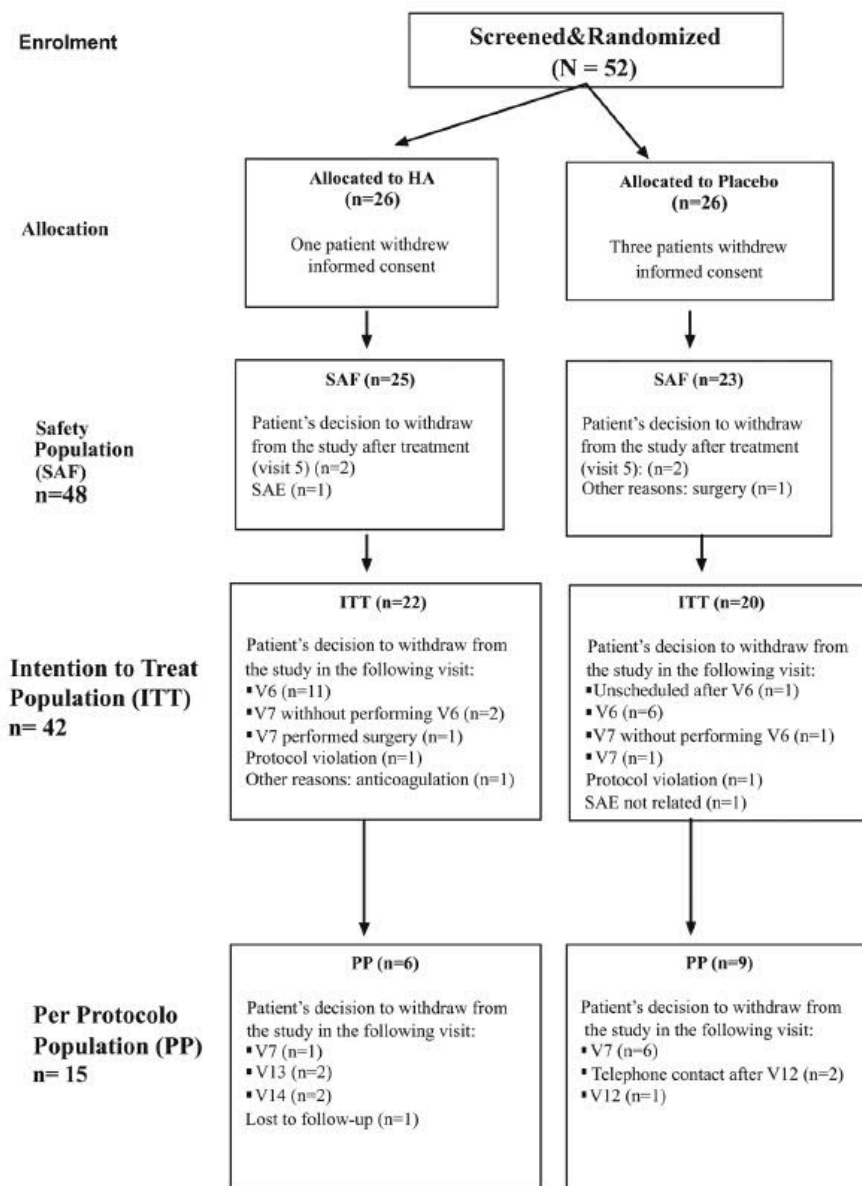 Enrolment
Screened&Randomized
(N = 52)
Allocation
Allocated to HA
(n=26)
One patient withdrew
informed consent
Allocated to Placebo
(n=26)
Three patients withdrew
informed consent
Safety
Population
(SAF)
n=48
SAF (n=25)
Patient's decision to withdraw
from the study after treatment
(visit 5) (n=2)
SAE (n=1)
SAF (n=23)
Patient's decision to withdraw
from the study after treatment
(visit 5): (n=2)
Other reasons: surgery (n=1)
Intention to Treat
Population (ITT)
n= 42
ITT (n=22)
Patient's decision to withdraw from
the study in the following visit:
▪V6 (n=11)
▪V7 withhout performing V6 (n=2)
▪V7 performed surgery (n=1)
Protocol violation (n=1)
Other reasons: anticoagulation (n=1)
ITT (n=20)
Patient's decision to withdraw from
the study in the following visit:
▪Unscheduled after V6 (n=1)
▪V6 (n=6)
▪V7 without performing V6 (n=1)
▪V7 (n=1)
Protocol violation (n=1)
SAE not related (n=1)
Per Protocolo
Population (PP)
n= 15
PP (n=6)
Patient's decision to withdraw from
the study in the following visit:
▪V7 (n=1)
▪V13 (n=2)
▪V14 (n=2)
Lost to follow-up (n=1)
PP (n=9)
Patient's decision to withdraw from
the study in the following visit:
▪V7 (n=6)
▪Telephone contact after V12 (n=2)
▪V12 (n=1)